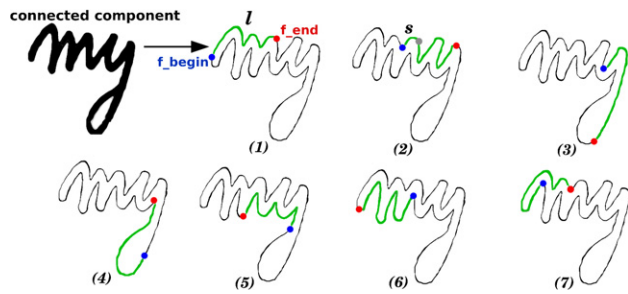 connected component
my
l
f_end
f_begin
s
(1)
(2)
(3)
(4)
(5)
(6)
(7)